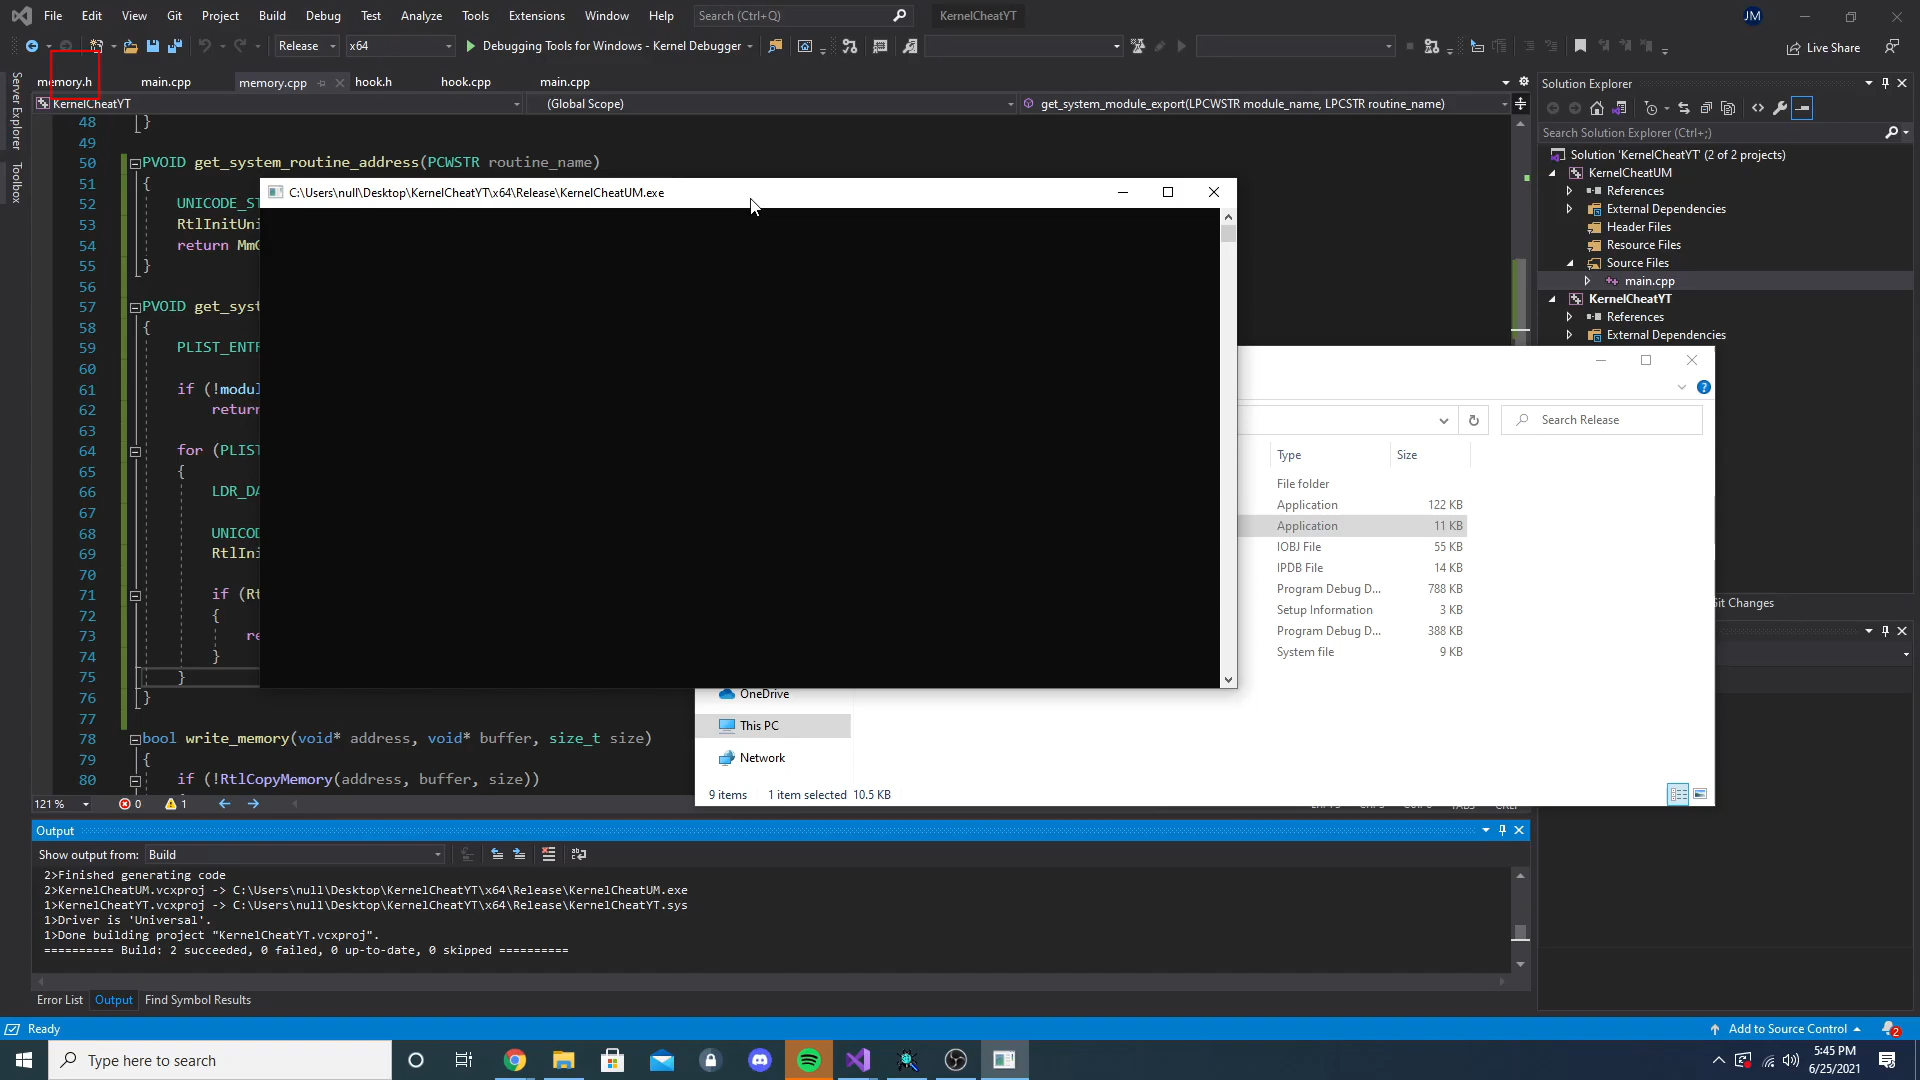 File Edit View Git Project Build Debug Test Analyze Tools Extensions Window Help Search (Ctrl+Q) KernelCheatYT JM
Release x64 Debugging Tools for Windows - Kernel Debugger Live Share
memory.h main.cpp memory.cpp hook.h hook.cpp main.cpp
KernelCheatYT (Global Scope) get_system_module_export(LPCWSTR module_name, LPCSTR routine_name)
Server Explorer
Toolbox
48 }
49
50 PVOID get_system_routine_address(PCWSTR routine_name)
51 {
52 UNICODE_ST
53 RtlInitUni
54 return Mm
55 }
56
57 PVOID get_syst
58 {
59 PLIST_ENTR
60
61 if (!modul
62 return
63
64 for (PLIST
65 {
66 LDR_DA
67
68 UNICOD
69 RtlIni
70
71 if (Rt
72 {
73 re
74 }
75 }
76 }
77
78 bool write_memory(void* address, void* buffer, size_t size)
79 {
80 if (!RtlCopyMemory(address, buffer, size))
121 % 0 1
C:\Users\null\Desktop\KernelCheatYT\x64\Release\KernelCheatUM.exe
Search Release
Type Size
File folder
Application 122 KB
Application 11 KB
IOBJ File 55 KB
IPDB File 14 KB
Program Debug D... 788 KB
Setup Information 3 KB
Program Debug D... 388 KB
System file 9 KB
OneDrive
This PC
Network
9 items 1 item selected 10.5 KB
Solution Explorer
Search Solution Explorer (Ctrl+;)
Solution 'KernelCheatYT' (2 of 2 projects)
KernelCheatUM
References
External Dependencies
Header Files
Resource Files
Source Files
main.cpp
KernelCheatYT
References
External Dependencies
Git Changes
Output
Show output from: Build
2>Finished generating code
2>KernelCheatUM.vcxproj -> C:\Users\null\Desktop\KernelCheatYT\x64\Release\KernelCheatUM.exe
1>KernelCheatYT.vcxproj -> C:\Users\null\Desktop\KernelCheatYT\x64\Release\KernelCheatYT.sys
1>Driver is 'Universal'.
1>Done building project "KernelCheatYT.vcxproj".
========== Build: 2 succeeded, 0 failed, 0 up-to-date, 0 skipped ==========
Error List Output Find Symbol Results
Ready Add to Source Control 2
Type here to search
5:45 PM
6/25/2021